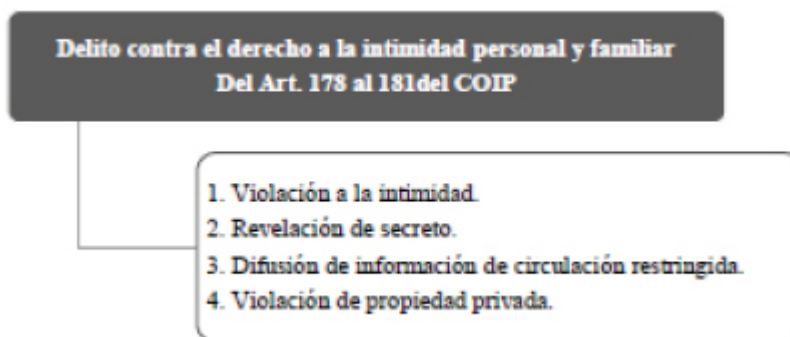 Delito contra el derecho a la intimidad personal y familiar
Del Art. 178 al 181del COIP
1. Violación a la intimidad.
2. Revelación de secreto.
3. Difusión de información de circulación restringida.
4. Violación de propiedad privada.